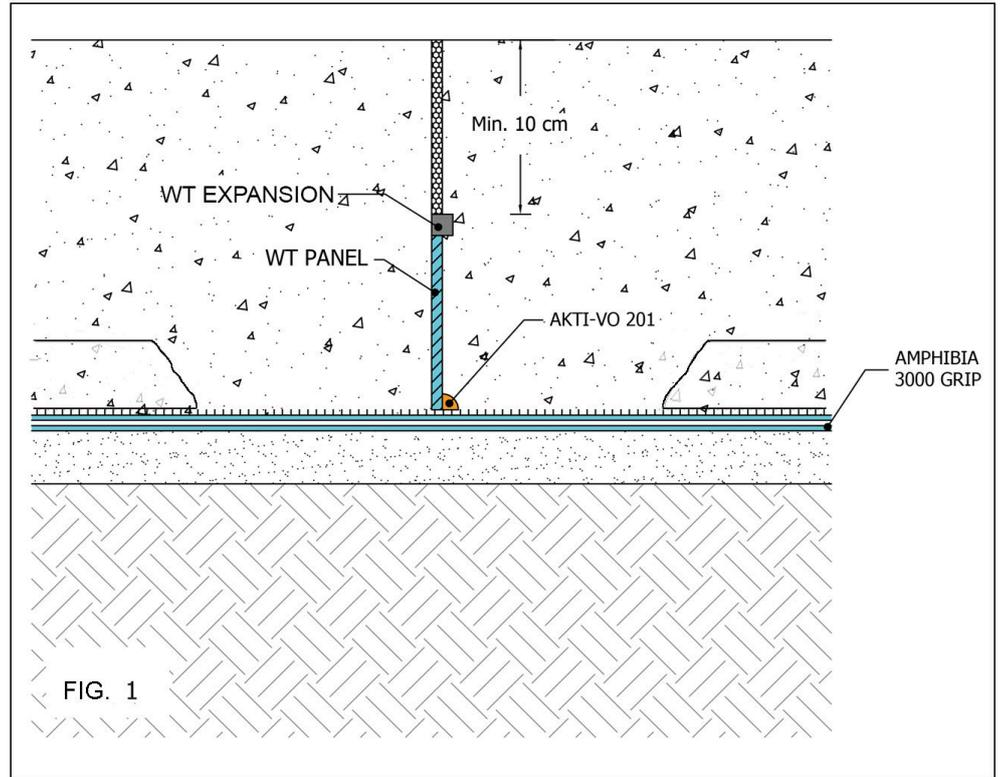 Min. 10 cm
WT EXPANSION
WT PANEL
AKTI-VO 201
AMPHIBIA
3000 GRIP
FIG. 1